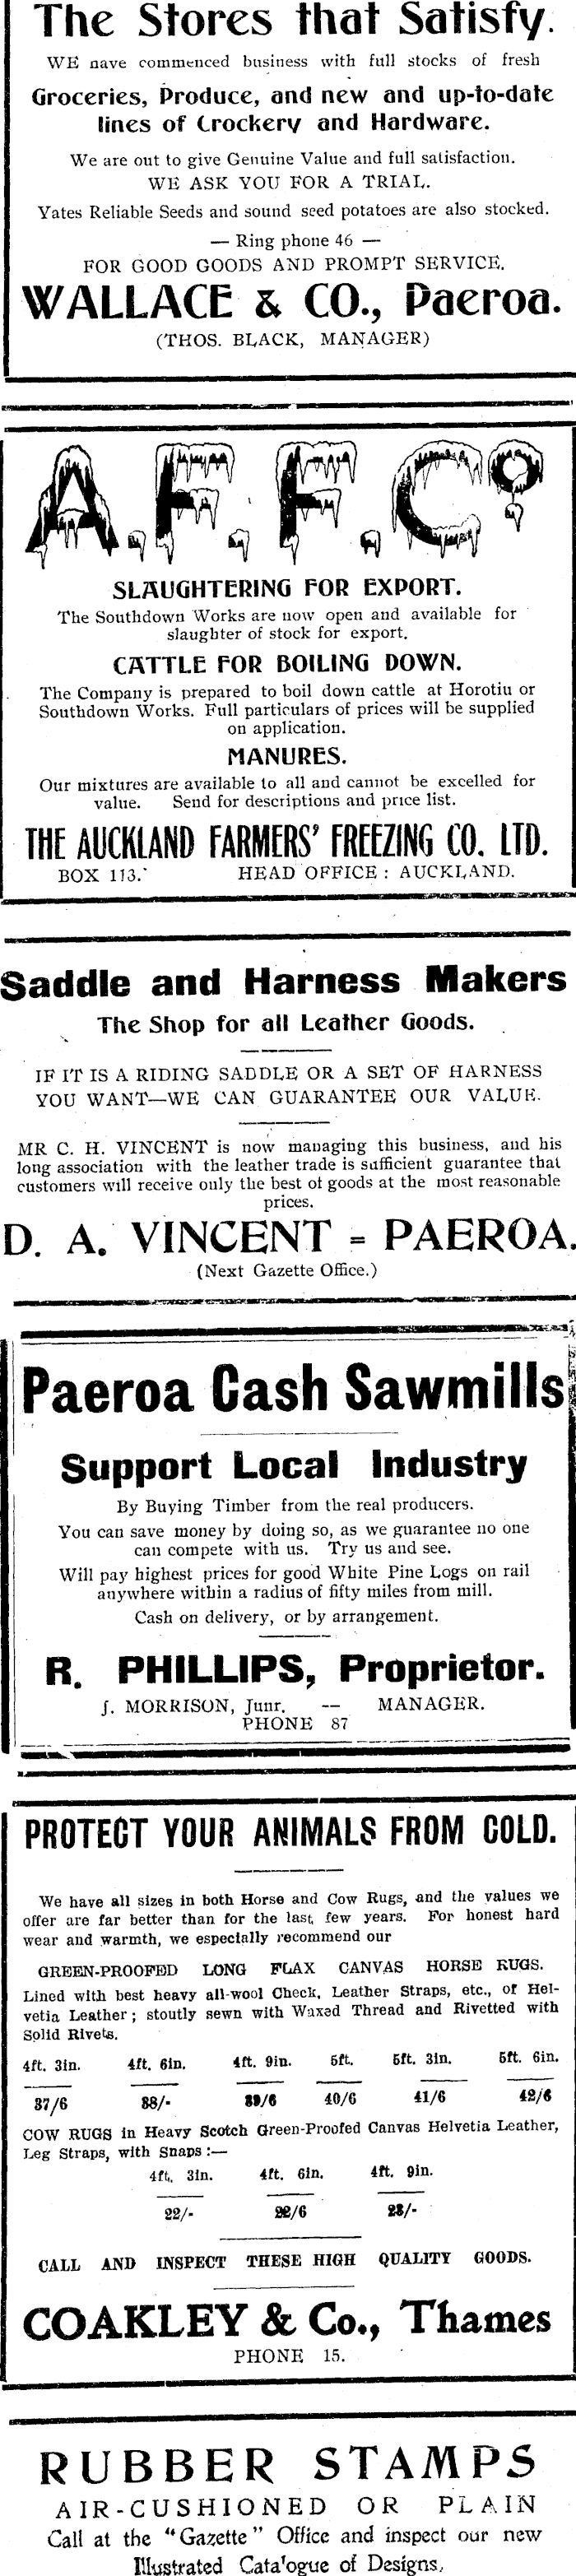 The Stores that Satisfy.
WE have commenced business with full stocks of fresh
Groceries, Produce, and new and up-to-date
lines of Crockery and Hardware.
We are out to give Genuine Value and full satisfaction.
WE ASK YOU FOR A TRIAL.
Yates Reliable Seeds and sound seed potatoes are also stocked.
— Ring phone 46 —
FOR GOOD GOODS AND PROMPT SERVICE.
WALLACE & CO., Paeroa.
(THOS. BLACK, MANAGER)
A.F.F.Co
SLAUGHTERING FOR EXPORT.
The Southdown Works are now open and available for
slaughter of stock for export.
CATTLE FOR BOILING DOWN.
The Company is prepared to boil down cattle at Horotiu or
Southdown Works. Full particulars of prices will be supplied
on application.
MANURES.
Our mixtures are available to all and cannot be excelled for
value. Send for descriptions and price list.
THE AUCKLAND FARMERS' FREEZING CO. LTD.
BOX 113. HEAD OFFICE : AUCKLAND.
Saddle and Harness Makers
The Shop for all Leather Goods.
IF IT IS A RIDING SADDLE OR A SET OF HARNESS
YOU WANT—WE CAN GUARANTEE OUR VALUE.
MR C. H. VINCENT is now managing this business, and his
long association with the leather trade is sufficient guarantee that
customers will receive only the best of goods at the most reasonable
prices.
D. A. VINCENT = PAEROA.
(Next Gazette Office.)
Paeroa Cash Sawmills
Support Local Industry
By Buying Timber from the real producers.
You can save money by doing so, as we guarantee no one
can compete with us. Try us and see.
Will pay highest prices for good White Pine Logs on rail
anywhere within a radius of fifty miles from mill.
Cash on delivery, or by arrangement.
R. PHILLIPS, Proprietor.
J. MORRISON, Junr. — MANAGER.
PHONE 87
PROTECT YOUR ANIMALS FROM COLD.
We have all sizes in both Horse and Cow Rugs, and the values we
offer are far better than for the last few years. For honest hard
wear and warmth, we especially recommend our
GREEN-PROOFED LONG FLAX CANVAS HORSE RUGS.
Lined with best heavy all-wool Check, Leather Straps, etc., of Hel-
vetia Leather ; stoutly sewn with Waxed Thread and Rivetted with
Solid Rivets.
4ft. 3in. 4ft. 6in. 4ft. 9in. 5ft. 5ft. 3in. 5ft. 6in.
37/6 38/- 39/6 40/6 41/6 42/6
COW RUGS in Heavy Scotch Green-Proofed Canvas Helvetia Leather,
Leg Straps, with Snaps :—
4ft. 3in. 4ft. 6in. 4ft. 9in.
22/- 22/6 23/-
CALL AND INSPECT THESE HIGH QUALITY GOODS.
COAKLEY & Co., Thames
PHONE 15.
RUBBER STAMPS
AIR-CUSHIONED OR PLAIN
Call at the "Gazette" Office and inspect our new
Illustrated Catalogue of Designs.